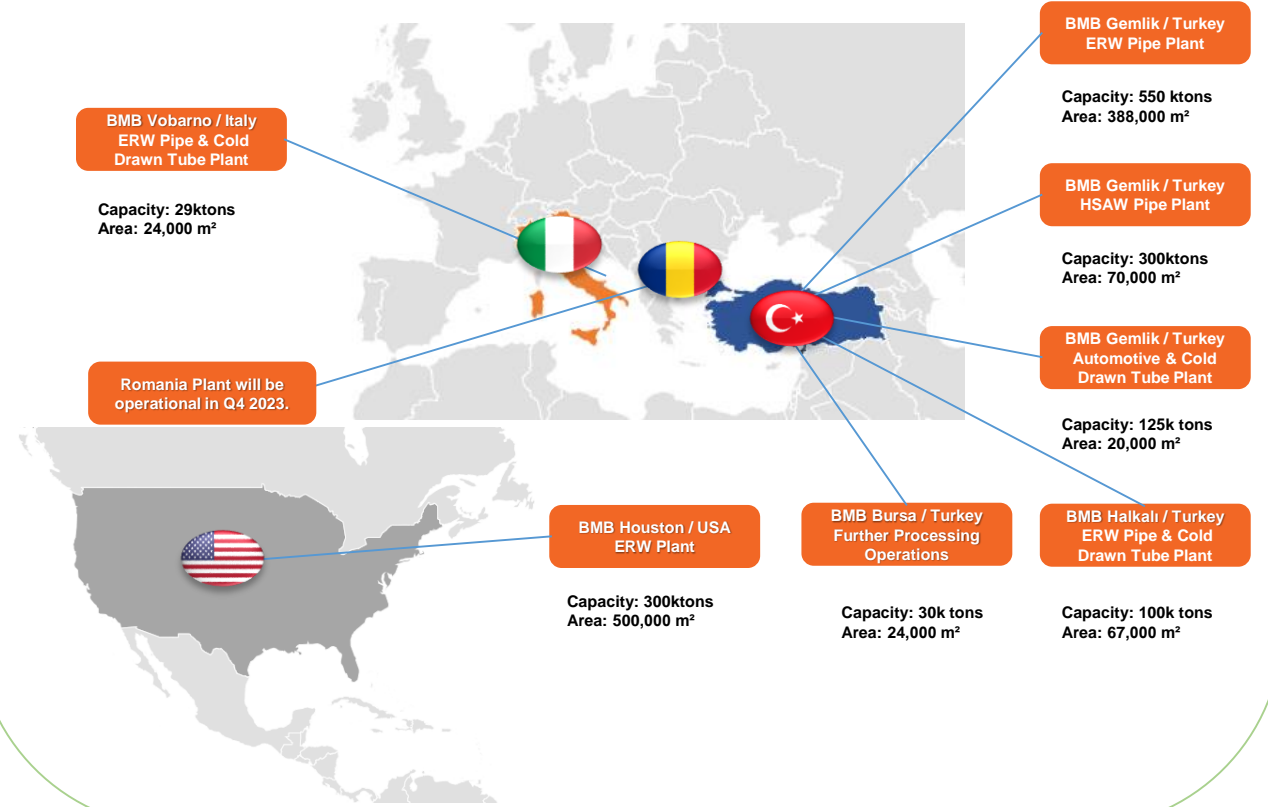 BMB Gemlik / Turkey
ERW Pipe Plant
Capacity: 550 ktons
Area: 388,000 m²
BMB Vobarno / Italy
ERW Pipe & Cold
Drawn Tube Plant
Capacity: 29ktons
Area: 24,000 m²
BMB Gemlik / Turkey
HSAW Pipe Plant
Capacity: 300ktons
Area: 70,000 m²
BMB Gemlik / Turkey
Automotive & Cold
Drawn Tube Plant
Capacity: 125k tons
Area: 20,000 m²
Romania Plant will be
operational in Q4 2023.
BMB Houston / USA
ERW Plant
Capacity: 300ktons
Area: 500,000 m²
BMB Bursa / Turkey
Further Processing
Operations
Capacity: 30k tons
Area: 24,000 m²
BMB Halkalı / Turkey
ERW Pipe & Cold
Drawn Tube Plant
Capacity: 100k tons
Area: 67,000 m²